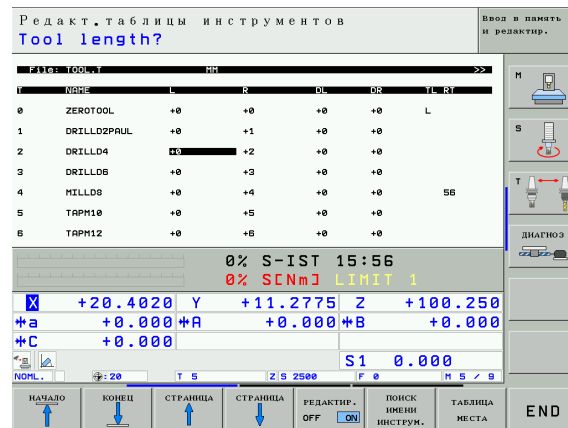 Редакт.таблицы инструментов
Tool length?
Ввод в память
и редактир.
File: TOOL.T MM >>
T NAME L R DL DR TL RT
0 ZEROTOOL +0 +0 +0 +0 L
1 DRILLD2PAUL +0 +1 +0 +0
2 DRILLD4 +0 +2 +0 +0
3 DRILLD6 +0 +3 +0 +0
4 MILLD8 +0 +4 +0 +0 56
5 TAPM10 +0 +5 +0 +0
6 TAPM12 +0 +6 +0 +0
M
S
T
ДИАГНОЗ
0% S-IST 15:56
0% S[Nm] LIMIT 1
X +20.4020 Y +11.2775 Z +100.250
a +0.000 A +0.000 B +0.000
C +0.000
S1 0.000
NOML. :20 T 5 Z S 2500 F 0 M 5 / 9
НАЧАЛО
КОНЕЦ
СТРАНИЦА
СТРАНИЦА
РЕДАКТИР.
OFF ON
ПОИСК
ИМЕНИ
ИНСТРУМ.
ТАБЛИЦА
МЕСТА
END